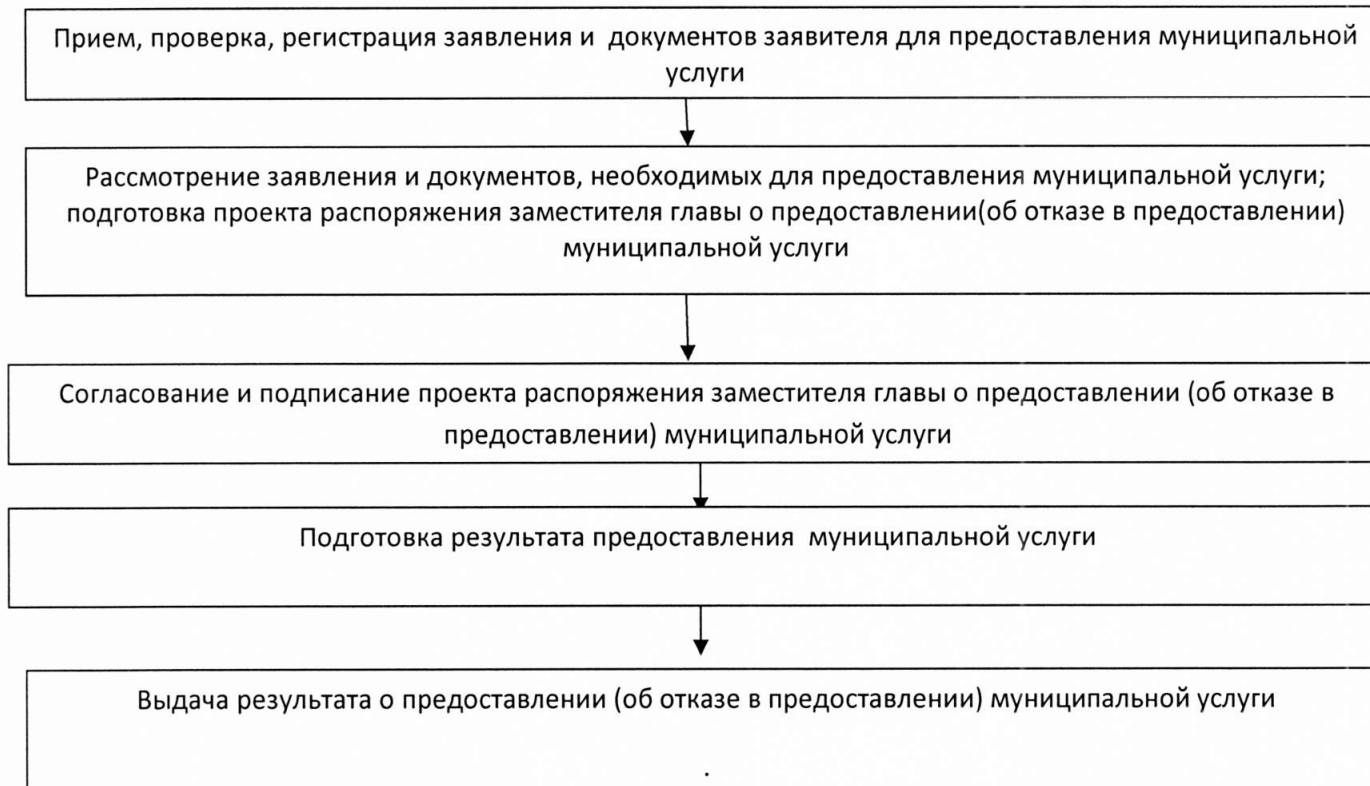 Прием, проверка, регистрация заявления и  документов заявителя для предоставления муниципальной
услуги
Рассмотрение заявления и документов, необходимых для предоставления муниципальной услуги;
подготовка проекта распоряжения заместителя главы о предоставлении(об отказе в предоставлении)
муниципальной услуги
Согласование и подписание проекта распоряжения заместителя главы о предоставлении (об отказе в
предоставлении) муниципальной услуги
Подготовка результата предоставления  муниципальной услуги
Выдача результата о предоставлении (об отказе в предоставлении) муниципальной услуги
.